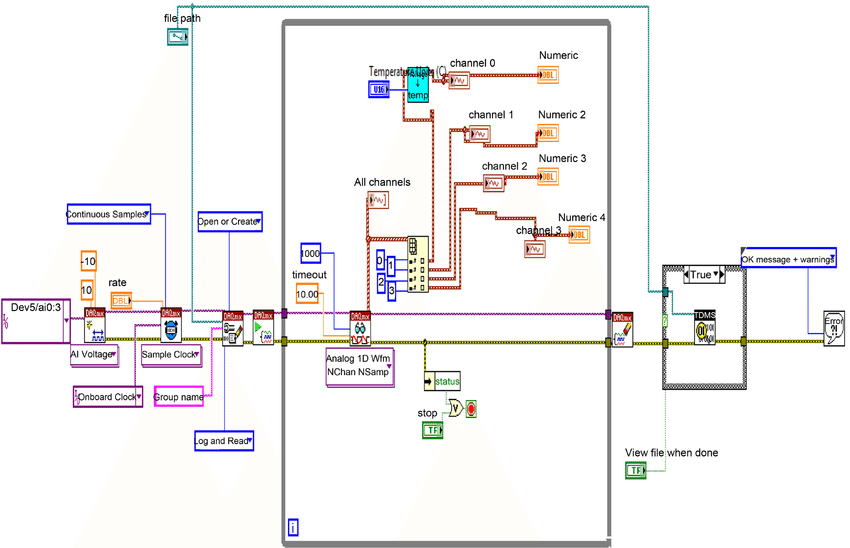 file path
Temperature Units (C)
U16
temp
channel 0
Numeric
DBL
channel 1
Numeric 2
DBL
channel 2
Numeric 3
DBL
All channels
channel 3
Numeric 4
DBL
Continuous Samples
Open or Create
-10
10
rate
DBL
1000
timeout
10.00
0
1
2
3
Dev5/ai0:3
DAQmx
DAQmx
DAQmx
DAQmx
DAQmx
DAQmx
AI Voltage
Sample Clock
Onboard Clock
Group name
Log and Read
Analog 1D Wfm
NChan NSamp
status
stop
TF
i
True
OK message + warnings
TDMS
?
Error
?!
View file when done
TF